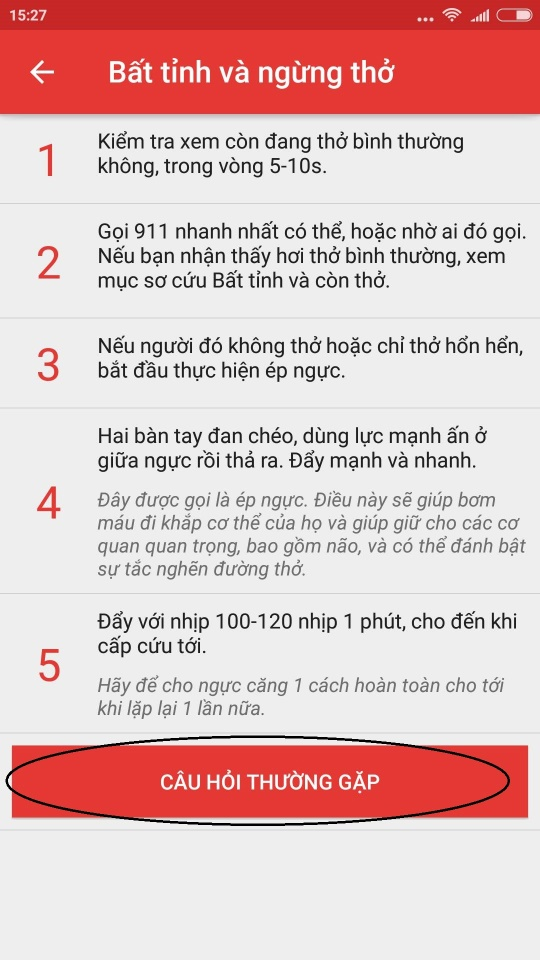 15:27
Bất tỉnh và ngừng thở
1
Kiểm tra xem còn đang thở bình thường
không, trong vòng 5-10s.
2
Gọi 911 nhanh nhất có thể, hoặc nhờ ai đó gọi.
Nếu bạn nhận thấy hơi thở bình thường, xem
mục sơ cứu Bất tỉnh và còn thở.
3
Nếu người đó không thở hoặc chỉ thở hổn hển,
bắt đầu thực hiện ép ngực.
4
Hai bàn tay đan chéo, dùng lực mạnh ấn ở
giữa ngực rồi thả ra. Đẩy mạnh và nhanh.
Đây được gọi là ép ngực. Điều này sẽ giúp bơm
máu đi khắp cơ thể của họ và giúp giữ cho các cơ
quan quan trọng, bao gồm não, và có thể đánh bật
sự tắc nghẽn đường thở.
5
Đẩy với nhịp 100-120 nhịp 1 phút, cho đến khi
cấp cứu tới.
Hãy để cho ngực căng 1 cách hoàn toàn cho tới
khi lặp lại 1 lần nữa.
CÂU HỎI THƯỜNG GẶP